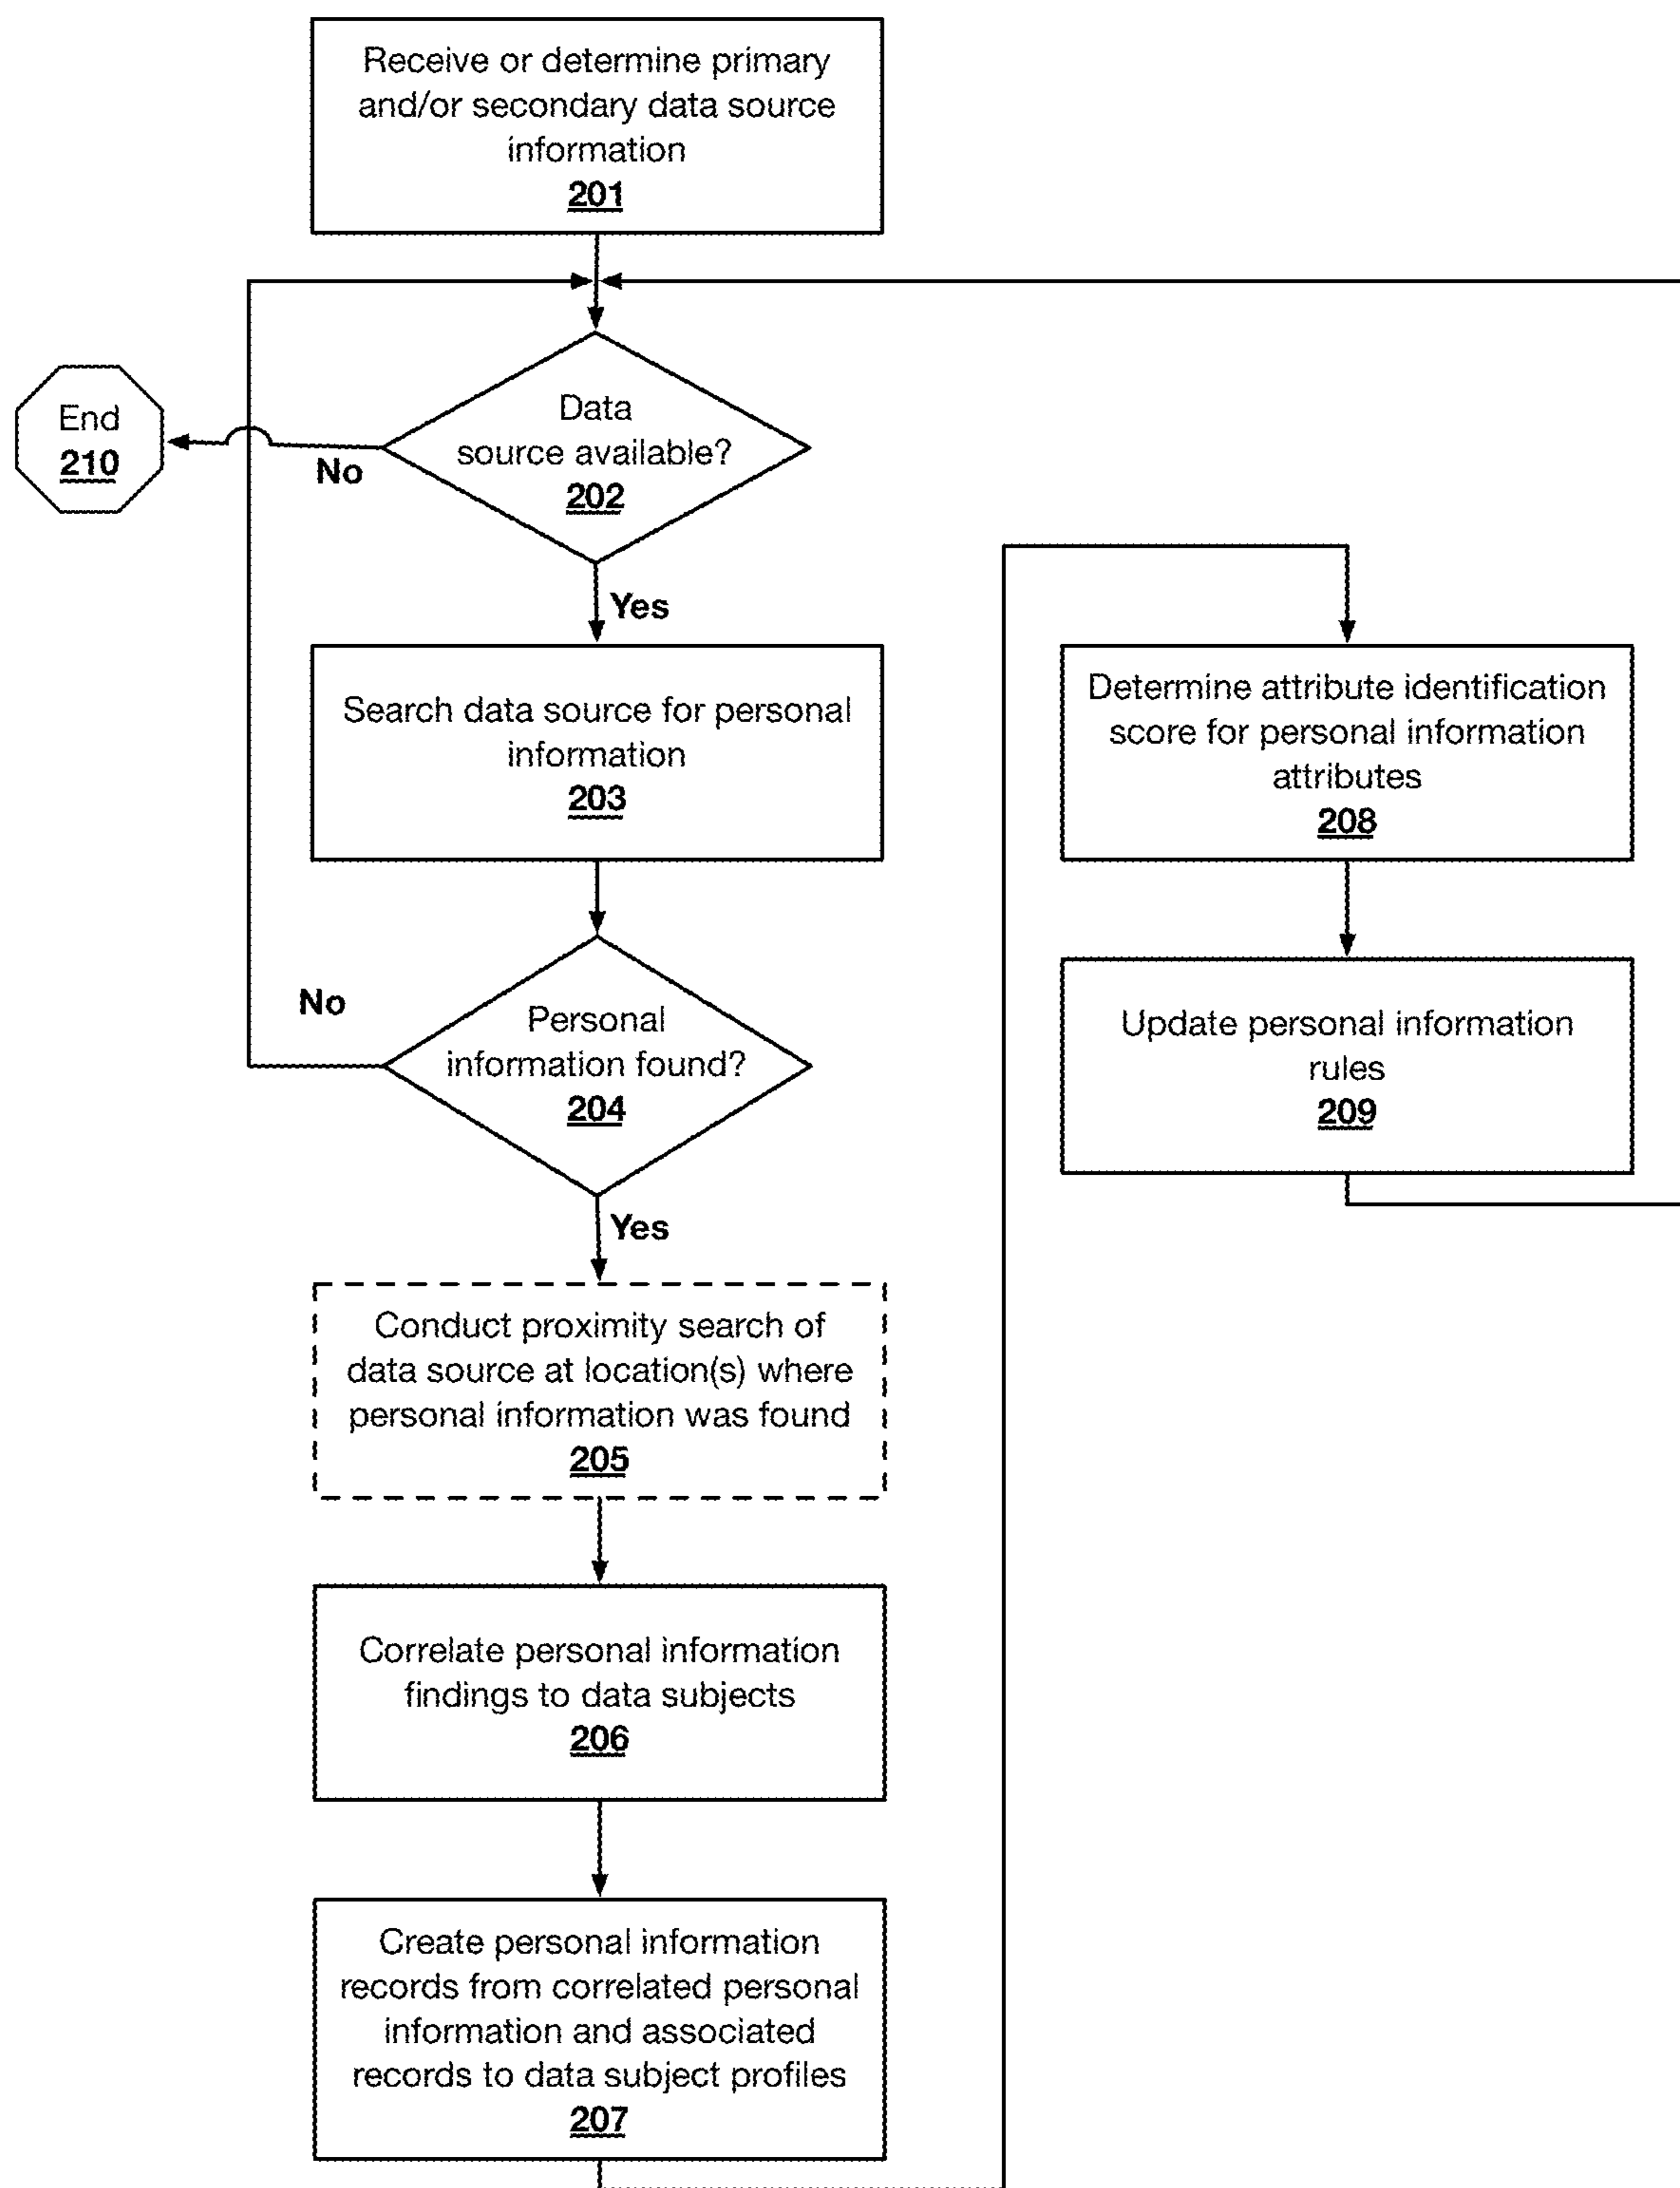 Receive or determine primary
and/or secondary data source
information
201
Data
source available?
202
End
210
No
Yes
Search data source for personal
information
203
Personal
information found?
204
No
Yes
Conduct proximity search of
data source at location(s) where
personal information was found
205
Correlate personal information
findings to data subjects
206
Create personal information
records from correlated personal
information and associated
records to data subject profiles
207
Determine attribute identification
score for personal information
attributes
208
Update personal information
rules
209